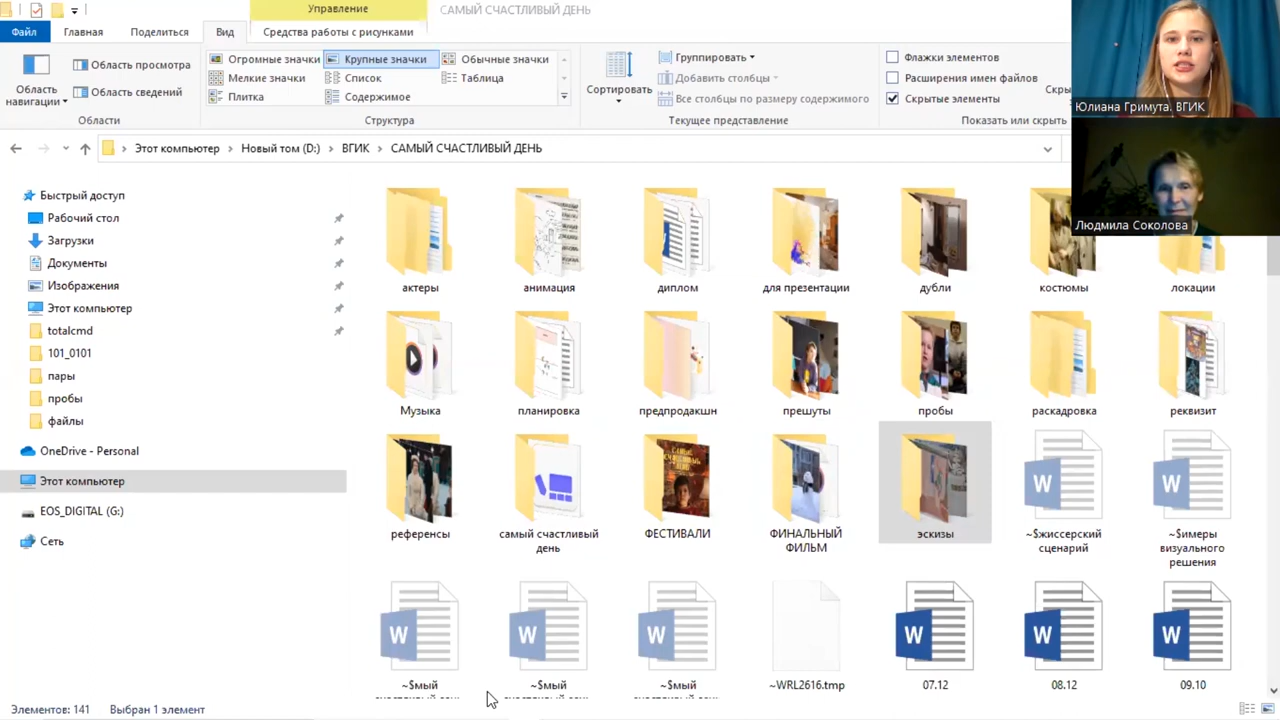 Управление
САМЫЙ СЧАСТЛИВЫЙ ДЕНЬ
Файл
Главная
Поделиться
Вид
Средства работы с рисунками
Область навигации
Область просмотра
Область сведений
Области
Огромные значки
Крупные значки
Обычные значки
Мелкие значки
Список
Таблица
Плитка
Содержимое
Структура
Сортировать
Группировать
Добавить столбцы
Все столбцы по размеру содержимого
Текущее представление
Флажки элементов
Расширения имен файлов
Скрытые элементы
Скры
Показать или скрыть
Юлиана Гримута. ВГИК
Людмила Соколова
Этот компьютер
Новый том (D:)
ВГИК
САМЫЙ СЧАСТЛИВЫЙ ДЕНЬ
Быстрый доступ
Рабочий стол
Загрузки
Документы
Изображения
Этот компьютер
totalcmd
101_0101
пары
пробы
файлы
OneDrive - Personal
Этот компьютер
EOS_DIGITAL (G:)
Сеть
актеры
анимация
диплом
для презентации
дубли
костюмы
локации
Музыка
планировка
предпродакшн
прешуты
пробы
раскадровка
реквизит
референсы
самый счастливый
день
ФЕСТИВАЛИ
ФИНАЛЬНЫЙ
ФИЛЬМ
эскизы
~$жиссерский
сценарий
~$имеры
визуального
решения
~$мый
~$мый
~$мый
~WRL2616.tmp
07.12
08.12
09.10
Элементов: 141
Выбран 1 элемент